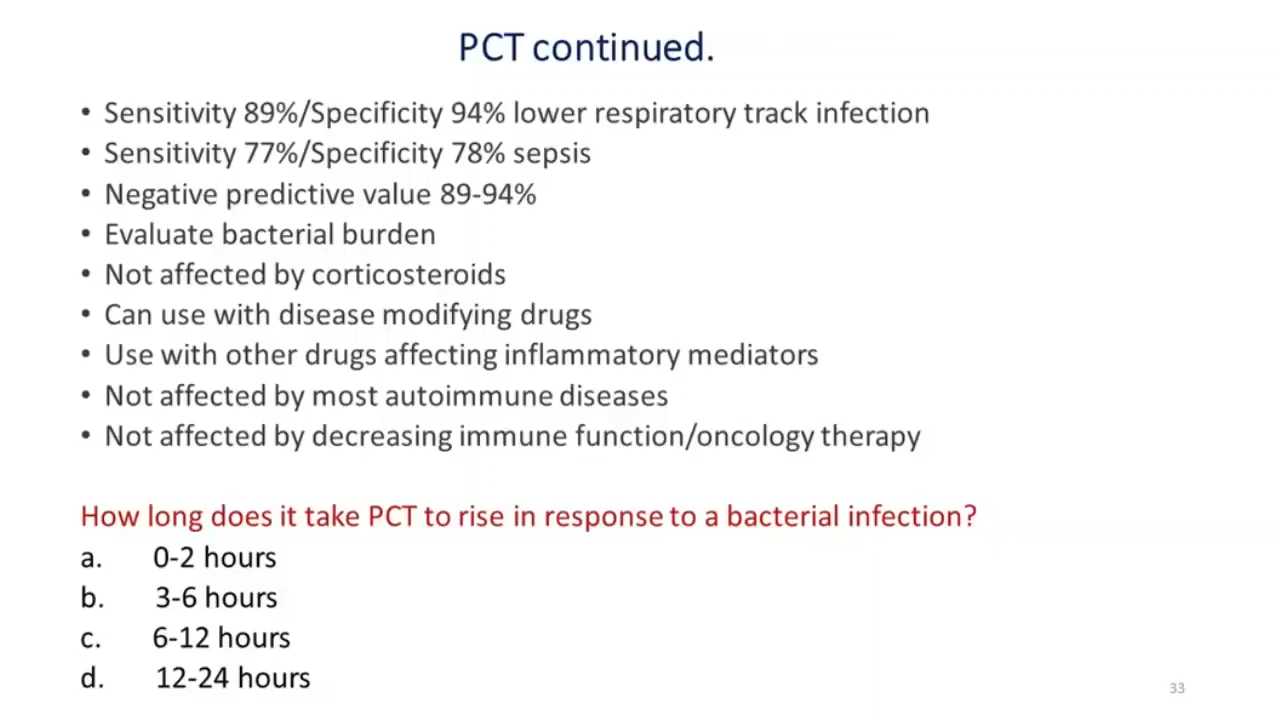 PCT continued.
• Sensitivity 89%/Specificity 94% lower respiratory track infection
• Sensitivity 77%/Specificity 78% sepsis
• Negative predictive value 89-94%
• Evaluate bacterial burden
• Not affected by corticosteroids
• Can use with disease modifying drugs
• Use with other drugs affecting inflammatory mediators
• Not affected by most autoimmune diseases
• Not affected by decreasing immune function/oncology therapy
How long does it take PCT to rise in response to a bacterial infection?
a. 0-2 hours
b. 3-6 hours
c. 6-12 hours
d. 12-24 hours
33